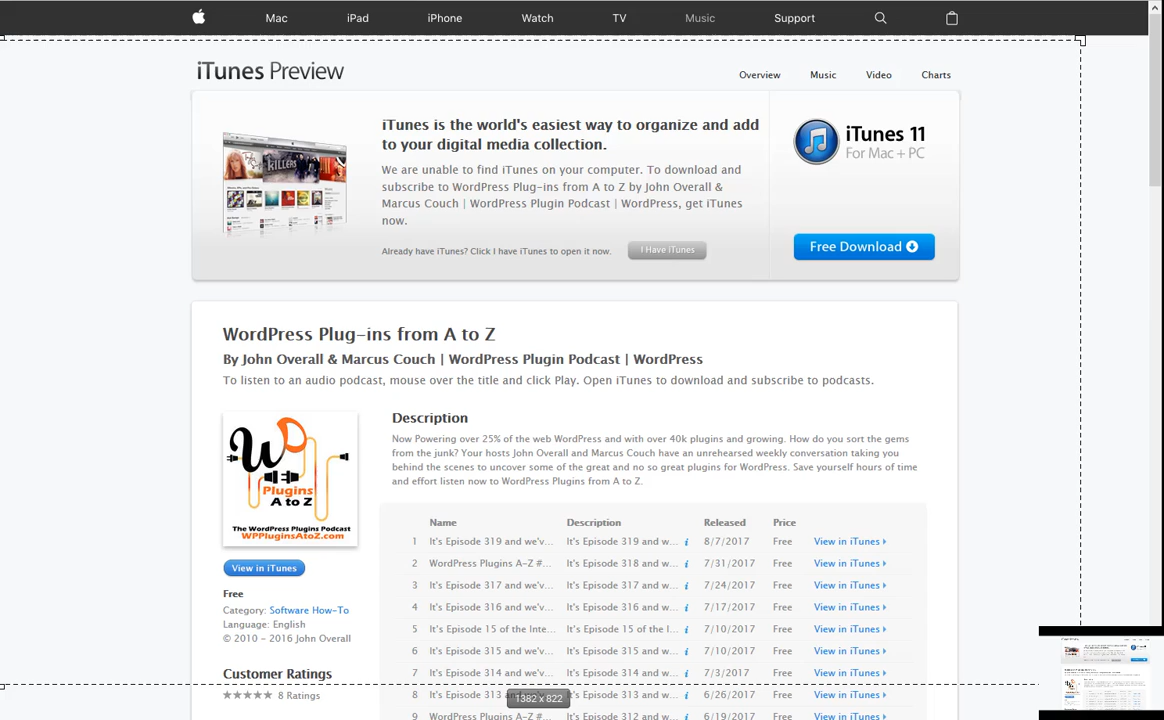 Mac iPad iPhone Watch TV Music Support
iTunes Preview
Overview Music Video Charts
iTunes is the world's easiest way to organize and add
to your digital media collection.
We are unable to find iTunes on your computer. To download and
subscribe to WordPress Plug-ins from A to Z by John Overall &
Marcus Couch | WordPress Plugin Podcast | WordPress, get iTunes
now.
Already have iTunes? Click I have iTunes to open it now.
I Have iTunes
iTunes 11
For Mac + PC
Free Download
WordPress Plug-ins from A to Z
By John Overall & Marcus Couch | WordPress Plugin Podcast | WordPress
To listen to an audio podcast, mouse over the title and click Play. Open iTunes to download and subscribe to podcasts.
WP
Plugins
A to Z
The WordPress Plugins Podcast
WPPluginsAtoZ.com
View in iTunes
Free
Category: Software How-To
Language: English
© 2010 - 2016 John Overall
Customer Ratings
★★★★★ 8 Ratings
Description
Now Powering over 25% of the web WordPress and with over 40k plugins and growing. How do you sort the gems
from the junk? Your hosts John Overall and Marcus Couch have an unrehearsed weekly conversation taking you
behind the scenes to uncover some of the great and no so great plugins for WordPress. Save yourself hours of time
and effort listen now to WordPress Plugins from A to Z.
Name Description Released Price
1 It's Episode 319 and we'v... It's Episode 319 and w... i 8/7/2017 Free View in iTunes
2 WordPress Plugins A-Z #... It's Episode 318 and w... i 7/31/2017 Free View in iTunes
3 It's Episode 317 and we'v... It's Episode 317 and w... i 7/24/2017 Free View in iTunes
4 It's Episode 316 and we'v... It's Episode 316 and w... i 7/17/2017 Free View in iTunes
5 It's Episode 15 of the Inte... It's Episode 15 of the I... i 7/10/2017 Free View in iTunes
6 It's Episode 315 and we'v... It's Episode 315 and w... i 7/10/2017 Free View in iTunes
7 It's Episode 314 and we'v... It's Episode 314 and w... i 7/3/2017 Free View in iTunes
It's Episode 313 and we'v... It's Episode 313 and w... i 6/26/2017 Free View in iTunes
9 WordPress Plugins A-Z #... It's Episode 312 and w... i 6/19/2017 Free View in iTunes
1382 x 822